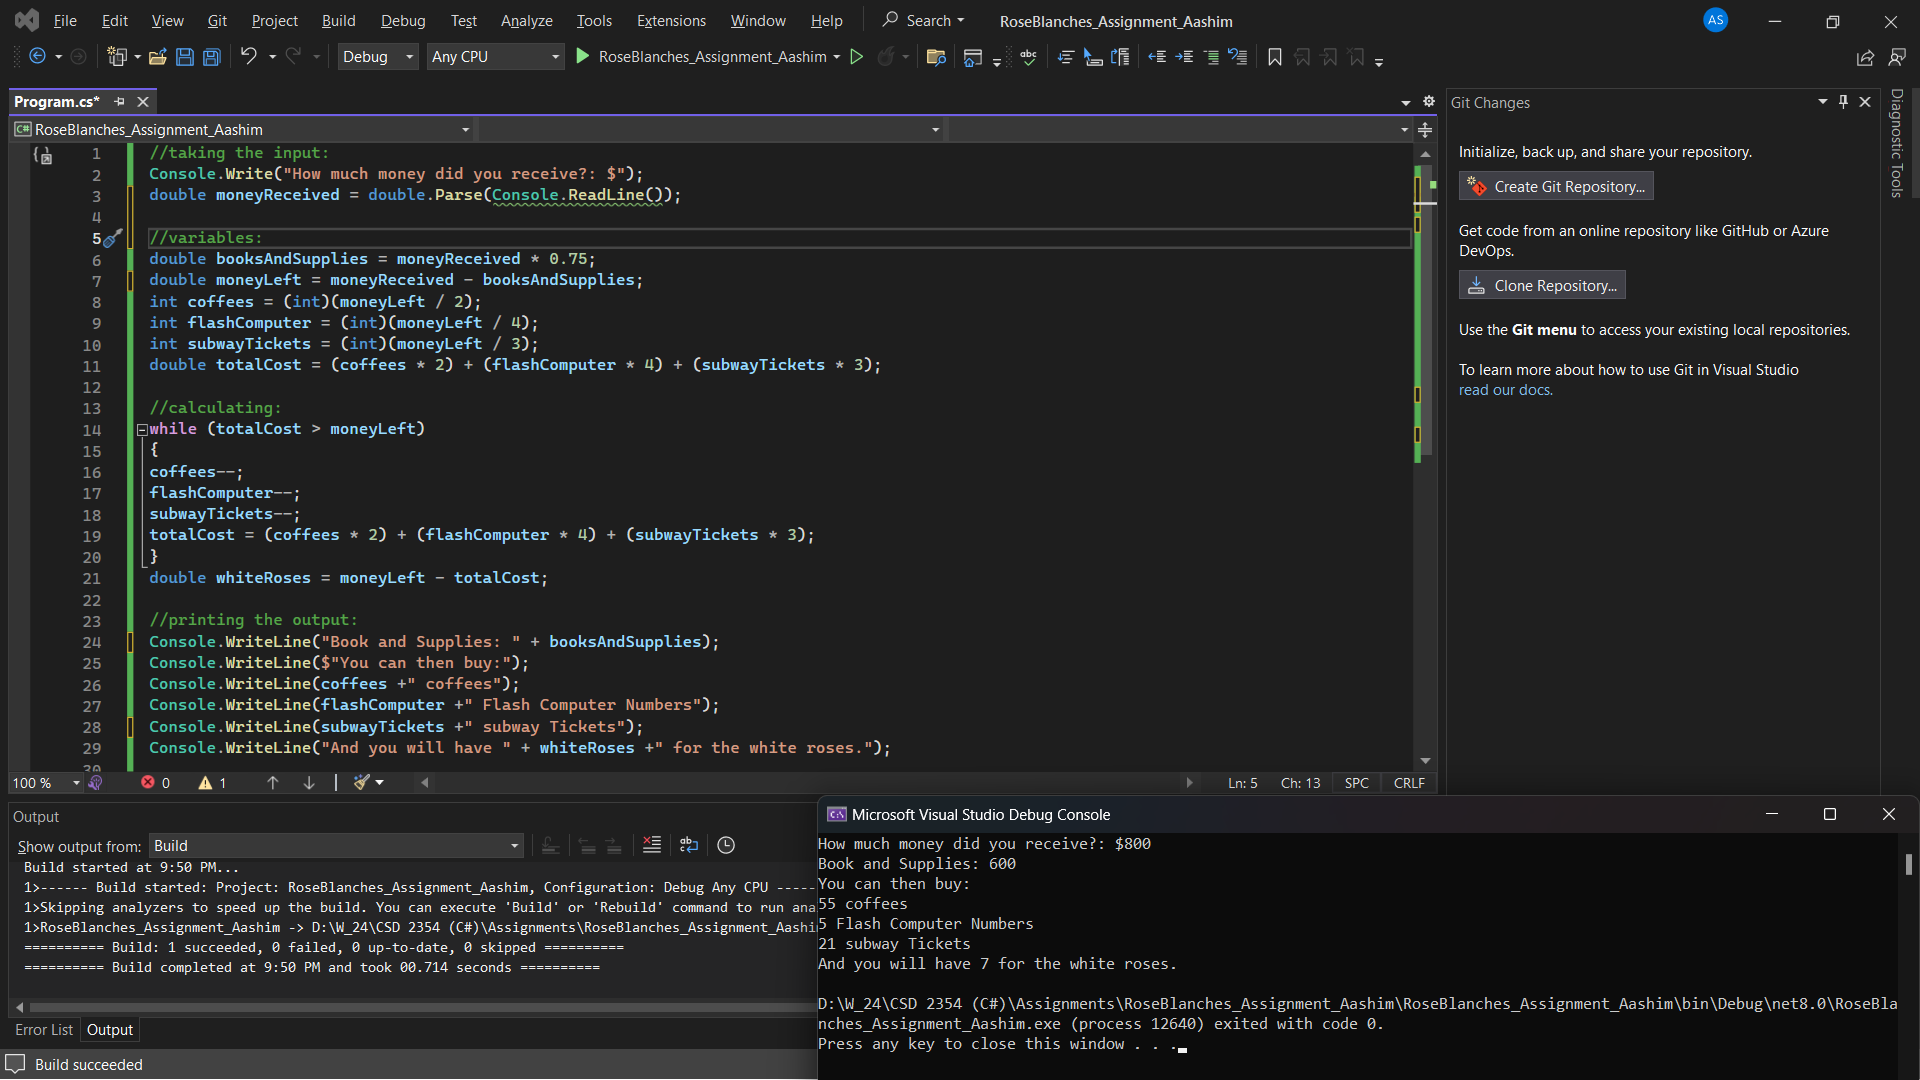 File Edit View Git Project Build Debug Test Analyze Tools Extensions Window Help Search RoseBlanches_Assignment_Aashim AS
Debug Any CPU RoseBlanches_Assignment_Aashim
Program.cs*
C# RoseBlanches_Assignment_Aashim
1 //taking the input:
2 Console.Write("How much money did you receive?: $");
3 double moneyReceived = double.Parse(Console.ReadLine());
4
5 //variables:
6 double booksAndSupplies = moneyReceived * 0.75;
7 double moneyLeft = moneyReceived - booksAndSupplies;
8 int coffees = (int)(moneyLeft / 2);
9 int flashComputer = (int)(moneyLeft / 4);
10 int subwayTickets = (int)(moneyLeft / 3);
11 double totalCost = (coffees * 2) + (flashComputer * 4) + (subwayTickets * 3);
12
13 //calculating:
14 while (totalCost > moneyLeft)
15 {
16 coffees--;
17 flashComputer--;
18 subwayTickets--;
19 totalCost = (coffees * 2) + (flashComputer * 4) + (subwayTickets * 3);
20 }
21 double whiteRoses = moneyLeft - totalCost;
22
23 //printing the output:
24 Console.WriteLine("Book and Supplies: " + booksAndSupplies);
25 Console.WriteLine($"You can then buy:");
26 Console.WriteLine(coffees +" coffees");
27 Console.WriteLine(flashComputer +" Flash Computer Numbers");
28 Console.WriteLine(subwayTickets +" subway Tickets");
29 Console.WriteLine("And you will have " + whiteRoses +" for the white roses.");
30
100 % 0 1 Ln: 5 Ch: 13 SPC CRLF
Git Changes
Initialize, back up, and share your repository.
Create Git Repository...
Get code from an online repository like GitHub or Azure
DevOps.
Clone Repository...
Use the Git menu to access your existing local repositories.
To learn more about how to use Git in Visual Studio
read our docs.
Diagnostic Tools
Output
Show output from: Build
Build started at 9:50 PM...
1>------ Build started: Project: RoseBlanches_Assignment_Aashim, Configuration: Debug Any CPU -----
1>Skipping analyzers to speed up the build. You can execute 'Build' or 'Rebuild' command to run ana
1>RoseBlanches_Assignment_Aashim -> D:\W_24\CSD 2354 (C#)\Assignments\RoseBlanches_Assignment_Aashi
========== Build: 1 succeeded, 0 failed, 0 up-to-date, 0 skipped ==========
========== Build completed at 9:50 PM and took 00.714 seconds ==========
Error List Output
Build succeeded
Microsoft Visual Studio Debug Console
How much money did you receive?: $800
Book and Supplies: 600
You can then buy:
55 coffees
5 Flash Computer Numbers
21 subway Tickets
And you will have 7 for the white roses.
D:\W_24\CSD 2354 (C#)\Assignments\RoseBlanches_Assignment_Aashim\RoseBlanches_Assignment_Aashim\bin\Debug\net8.0\RoseBla
nches_Assignment_Aashim.exe (process 12640) exited with code 0.
Press any key to close this window . . .